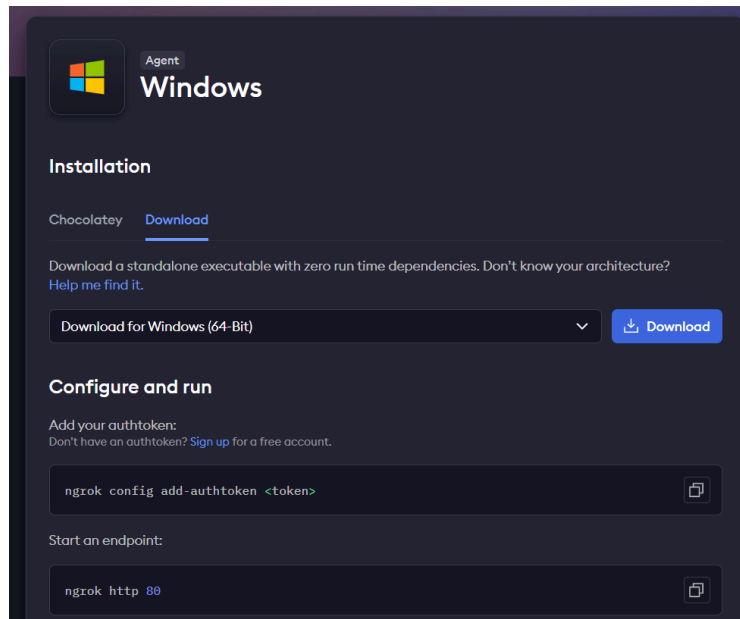 Agent
Windows
Installation
Chocolatey Download
Download a standalone executable with zero run time dependencies. Don't know your architecture?
Help me find it.
Download for Windows (64-Bit) Download
Configure and run
Add your authtoken:
Don't have an authtoken? Sign up for a free account.
ngrok config add-authtoken <token>
Start an endpoint:
ngrok http 80